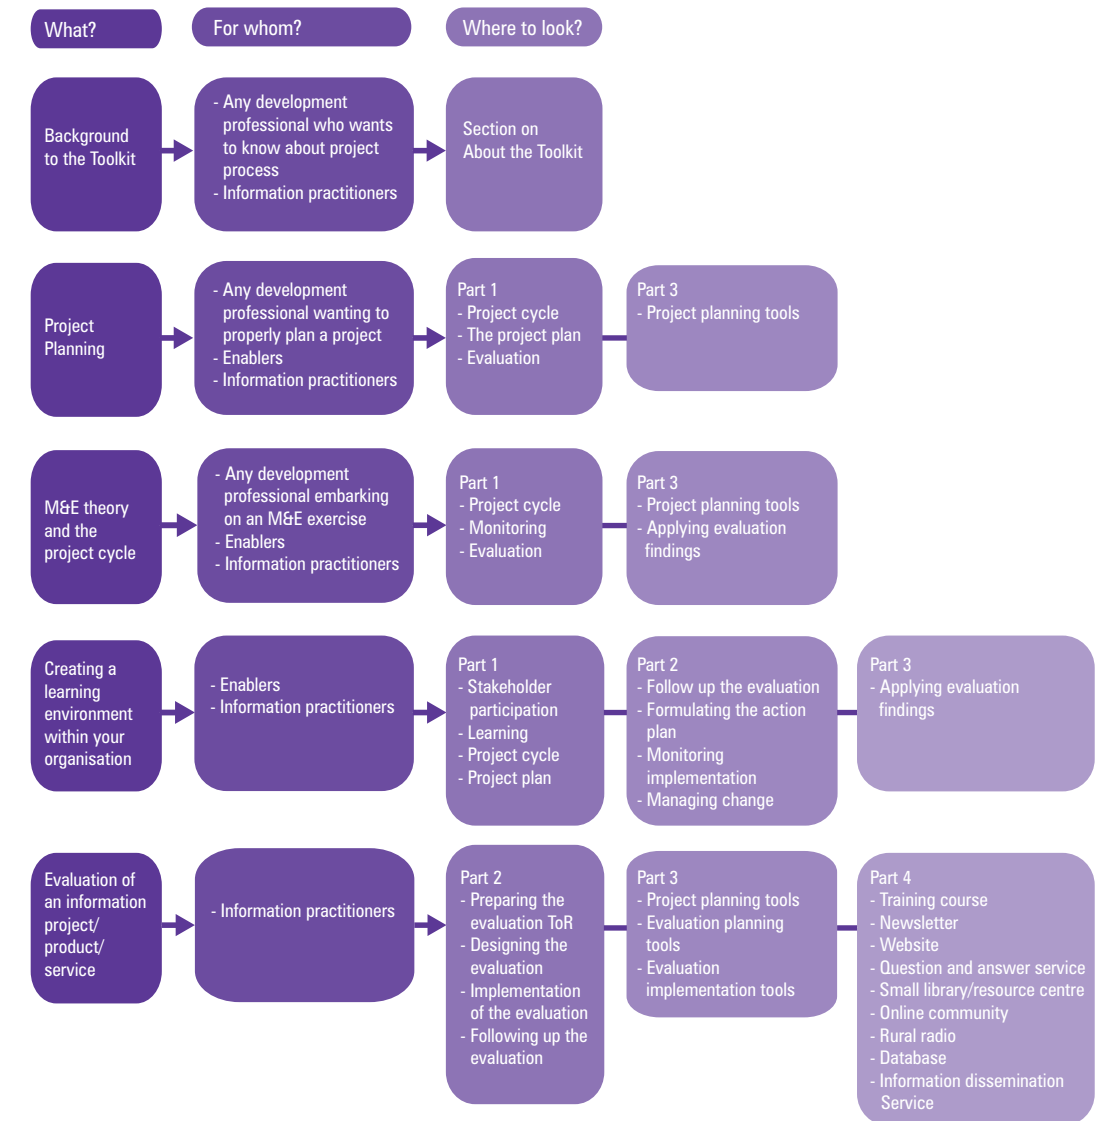 What?
For whom?
Where to look?
Background
to the Toolkit
- Any development
professional who wants
to know about project
process
- Information practitioners
Section on
About the Toolkit
Project
Planning
- Any development
professional wanting to
properly plan a project
- Enablers
- Information practitioners
Part 1
- Project cycle
- The project plan
- Evaluation
Part 3
- Project planning tools
M&E theory
and the
project cycle
- Any development
professional embarking
on an M&E exercise
- Enablers
- Information practitioners
Part 1
- Project cycle
- Monitoring
- Evaluation
Part 3
- Project planning tools
- Applying evaluation
findings
Creating a
learning
environment
within your
organisation
- Enablers
- Information practitioners
Part 1
- Stakeholder
participation
- Learning
- Project cycle
- Project plan
Part 2
- Follow up the evaluation
- Formulating the action
plan
- Monitoring
implementation
- Managing change
Part 3
- Applying evaluation
findings
Evaluation of
an information
project/
product/
service
- Information practitioners
Part 2
- Preparing the
evaluation ToR
- Designing the
evaluation
- Implementation
of the evaluation
- Following up the
evaluation
Part 3
- Project planning tools
- Evaluation planning
tools
- Evaluation
implementation tools
Part 4
- Training course
- Newsletter
- Website
- Question and answer service
- Small library/resource centre
- Online community
- Rural radio
- Database
- Information dissemination
Service